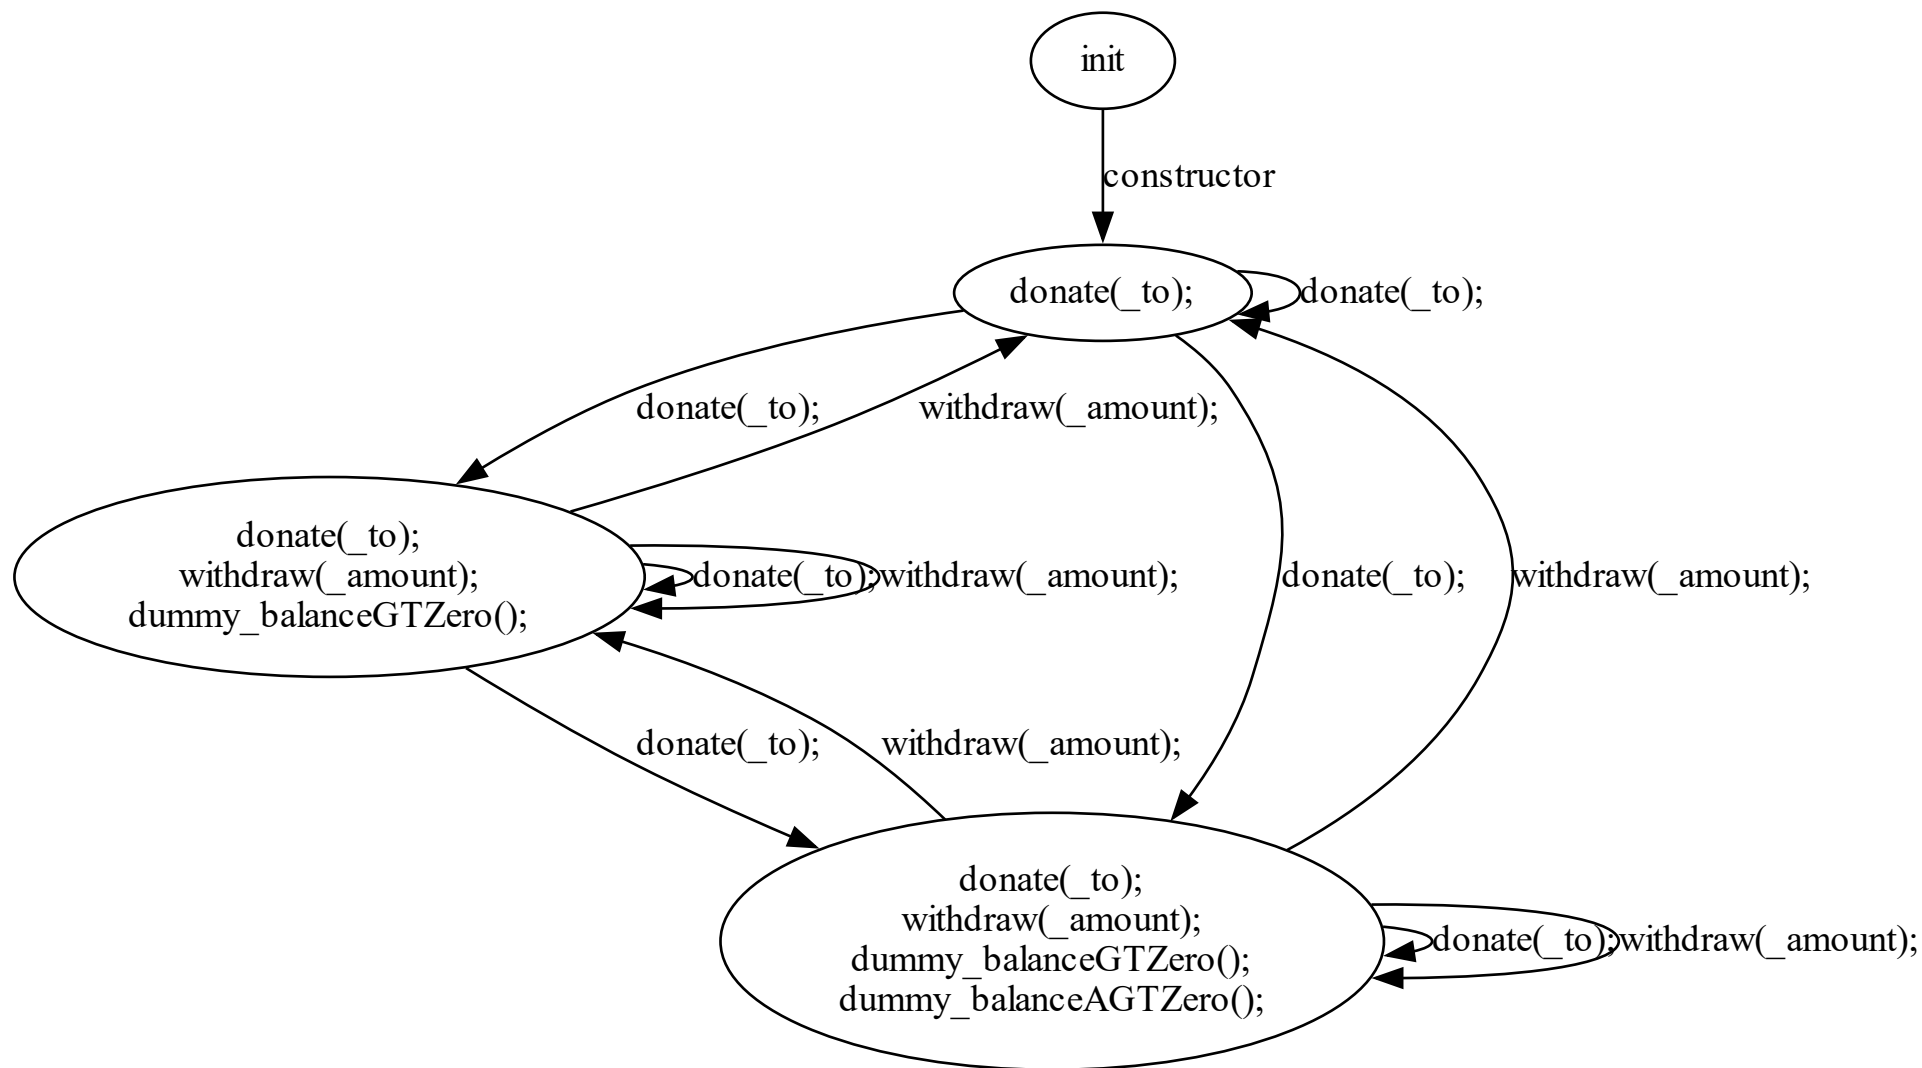 init
constructor
donate(_to);
donate(_to);
donate(_to);
withdraw(_amount);
donate(_to);
withdraw(_amount);
dummy_balanceGTZero();
donate(_to);
withdraw(_amount);
donate(_to);
withdraw(_amount);
donate(_to);
withdraw(_amount);
donate(_to);
withdraw(_amount);
dummy_balanceGTZero();
dummy_balanceAGTZero();
donate(_to);
withdraw(_amount);